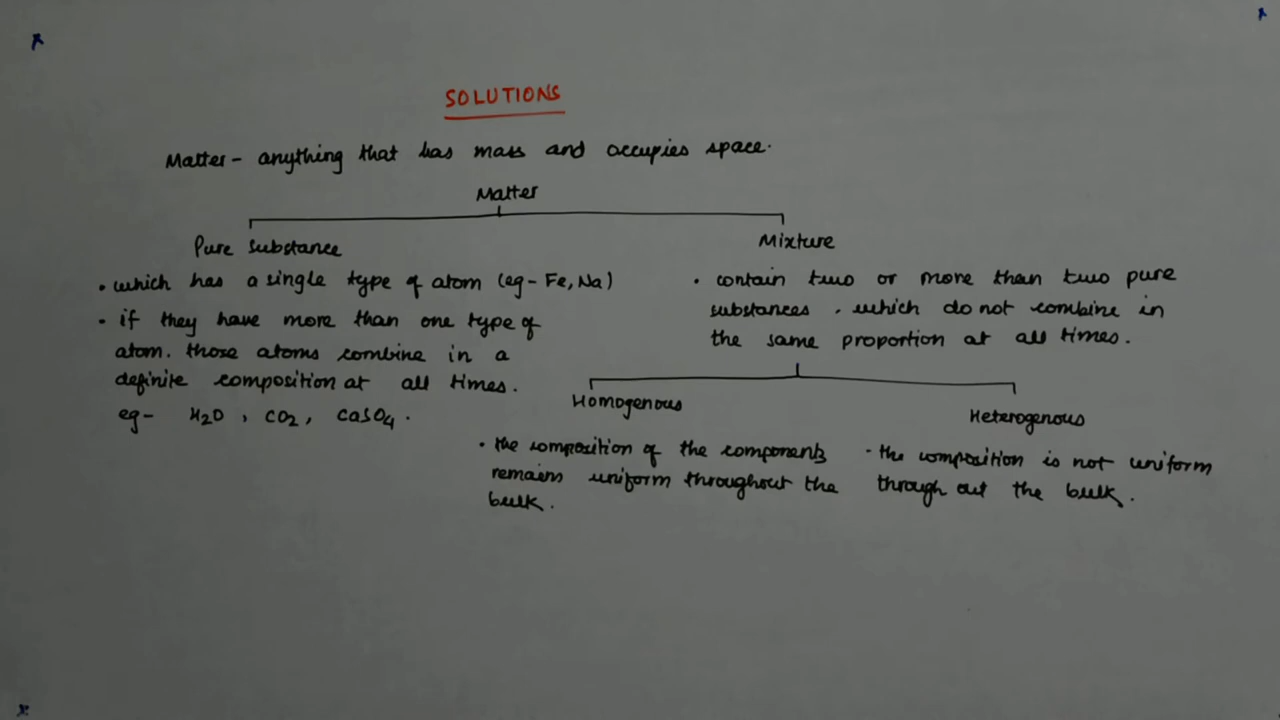 SOLUTIONS
Matter - anything that has mass and occupies space.
Matter
Pure Substance
Mixture
• which has a single type of atom (eg - Fe, Na)
• if they have more than one type of
atom. those atoms combine in a
definite composition at all times.
eg - H₂O, CO₂, CaSO₄.
• contain two or more than two pure
substances, which do not combine in
the same proportion at all times.
Homogenous
Heterogenous
• the composition of the components
remains uniform throughout the
bulk.
• the composition is not uniform
through out the bulk.